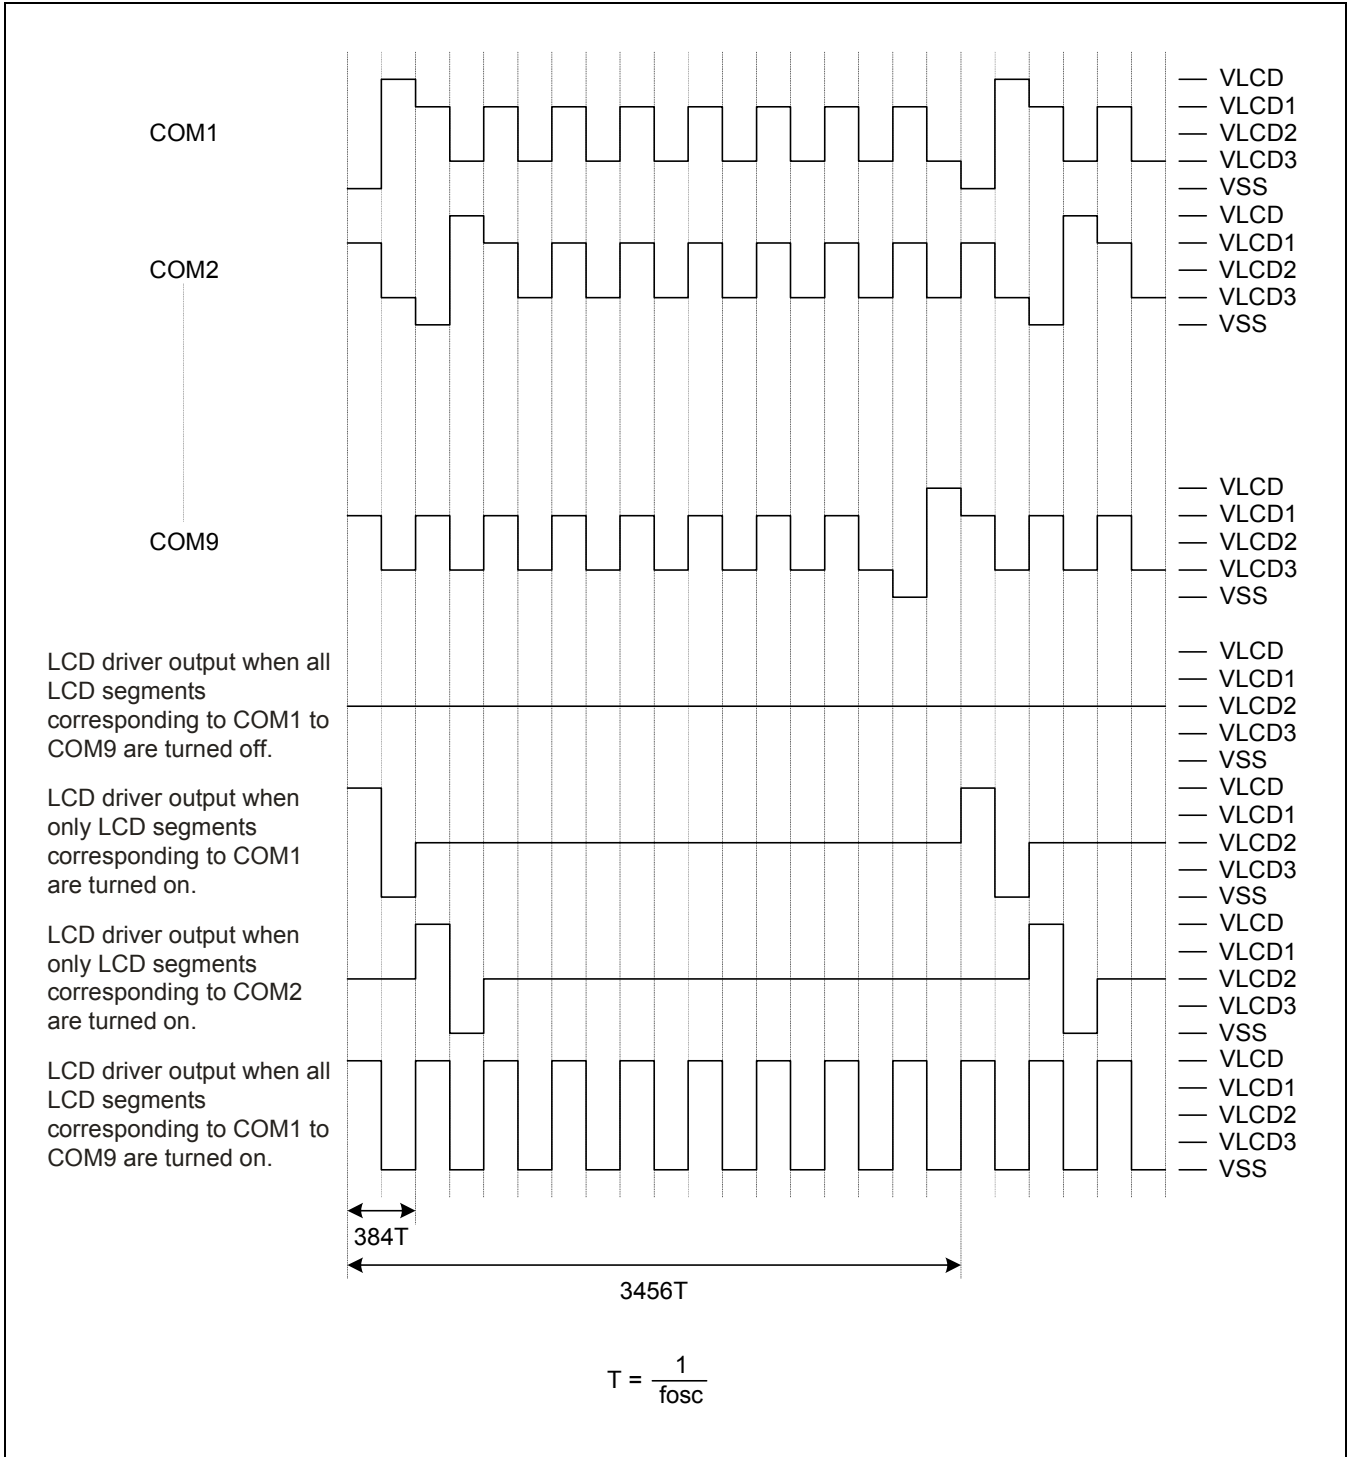 VLCD
VLCD1
COM1
VLCD2
VLCD3
VSS
VLCD
VLCD1
COM2
VLCD2
VLCD3
VSS
VLCD
VLCD1
COM9
VLCD2
VLCD3
VSS
LCD driver output when all
LCD segments
corresponding to COM1 to
COM9 are turned off.
VLCD
VLCD1
VLCD2
VLCD3
VSS
LCD driver output when
only LCD segments
corresponding to COM1
are turned on.
VLCD
VLCD1
VLCD2
VLCD3
VSS
LCD driver output when
only LCD segments
corresponding to COM2
are turned on.
VLCD
VLCD1
VLCD2
VLCD3
VSS
LCD driver output when all
LCD segments
corresponding to COM1 to
COM9 are turned on.
VLCD
VLCD1
VLCD2
VLCD3
VSS
384T
3456T
T = 1
fosc